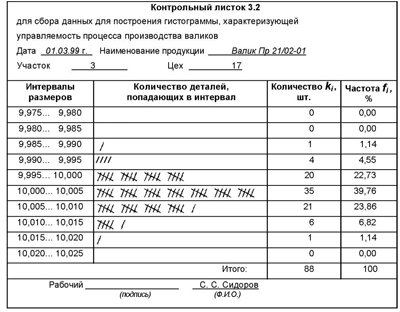 Контрольный листок 3.2
для сбора данных для построения гистограммы, характеризующей
управляемость процесса производства валиков
Дата 01.03.99 г. Наименование продукции Валик Пр 21/02-01
Участок 3 Цех 17
Интервалы размеров Количество деталей, попадающих в интервал Количество ki, шт. Частота fi, %
9,975... 9,980 0 0,00
9,980... 9,985 0 0,00
9,985... 9,990 1 1,14
9,990... 9,995 4 4,55
9,995... 10,000 20 22,73
10,000... 10,005 35 39,76
10,005... 10,010 21 23,86
10,010... 10,015 6 6,82
10,015... 10,020 1 1,14
10,020... 10,025 0 0,00
Итого: 88 100
Рабочий С. С. Сидоров
(подпись) (Ф.И.О.)